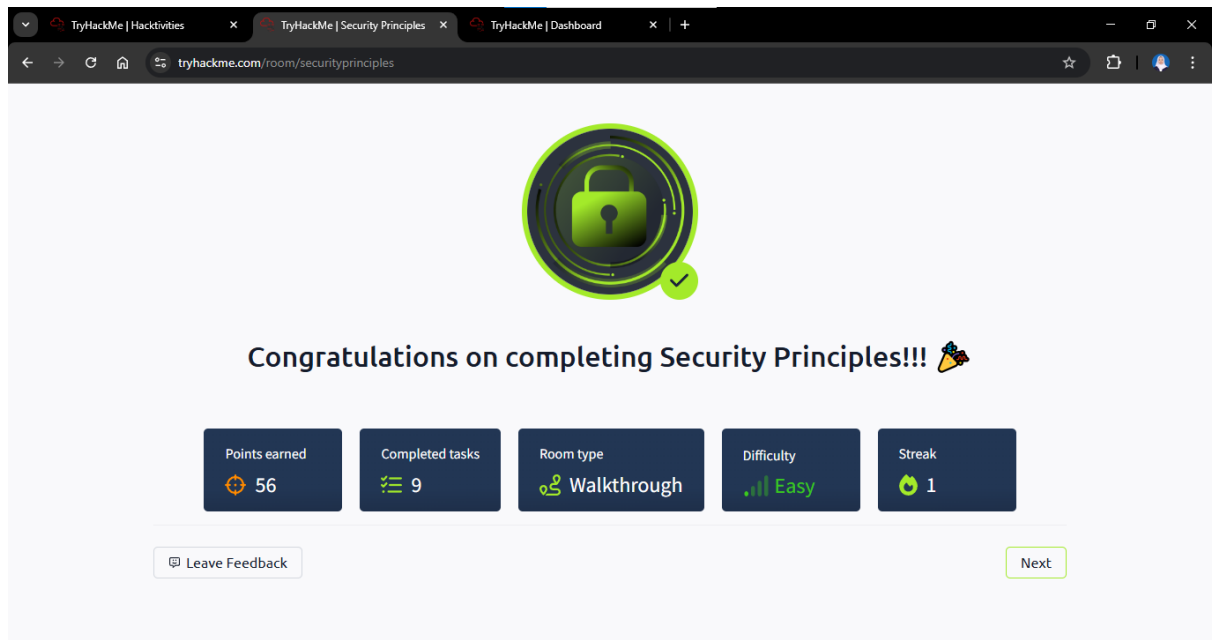 TryHackMe | Hacktivities
TryHackMe | Security Principles
TryHackMe | Dashboard
tryhackme.com/room/securityprinciples
Congratulations on completing Security Principles!!! 🎉
Points earned
56
Completed tasks
9
Room type
Walkthrough
Difficulty
Easy
Streak
1
Leave Feedback
Next